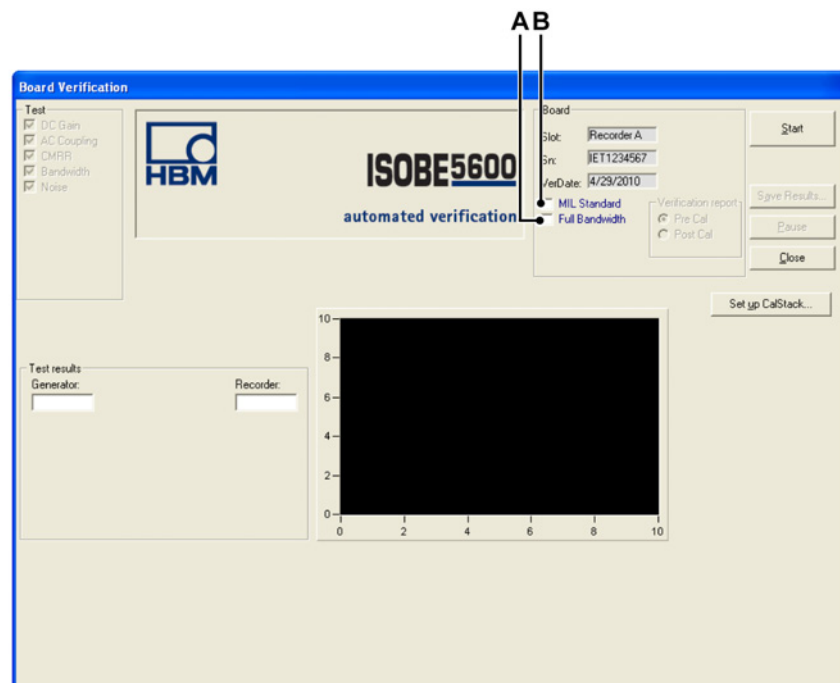 A B
Board Verification
Test
DC Gain
AC Coupling
CMRR
Bandwidth
Noise
HBM
ISOBE5600
automated verification
Board
Slot: Recorder A
Sn: IET1234567
VerDate: 4/29/2010
MIL Standard
Full Bandwidth
Verification report
Pre Cal
Post Cal
Start
Save Results...
Pause
Close
Set up CalStack...
Test results
Generator:
Recorder:
10
8
6
4
2
0
0 2 4 6 8 10